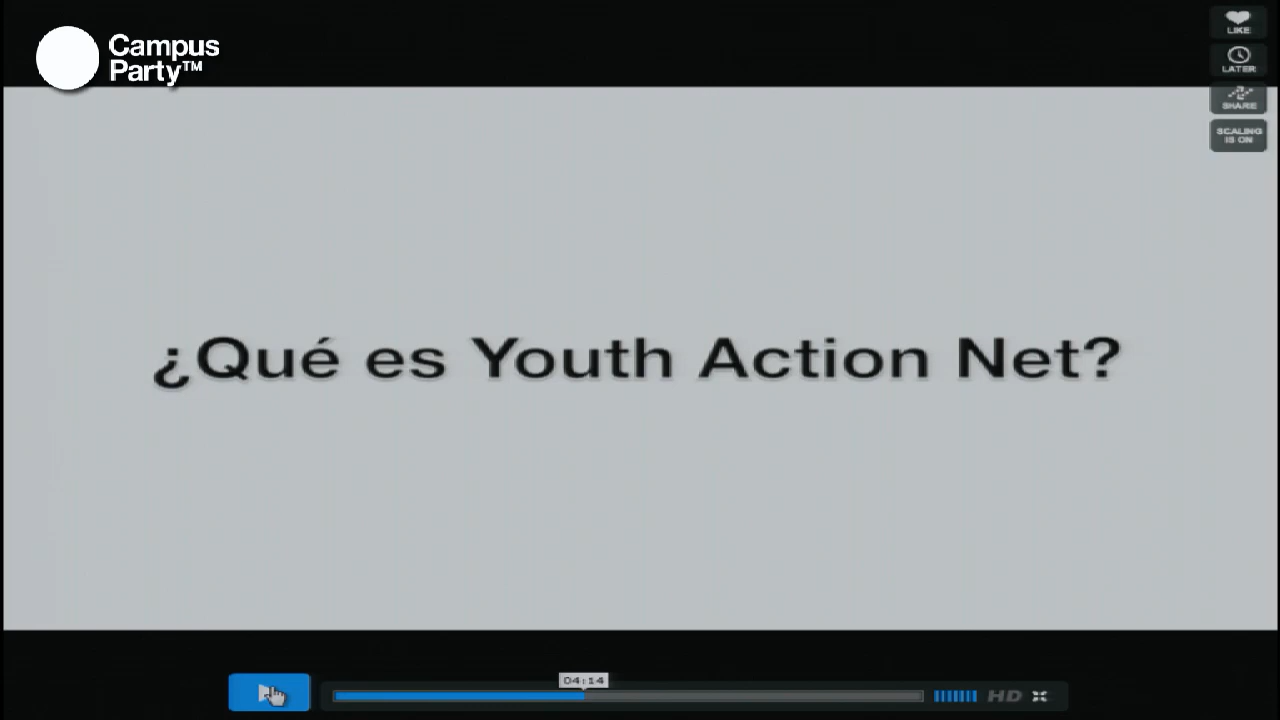 Campus
Party™
LIKE
LATER
SHARE
SCALING
IS ON
¿Qué es Youth Action Net?
04:14
HD